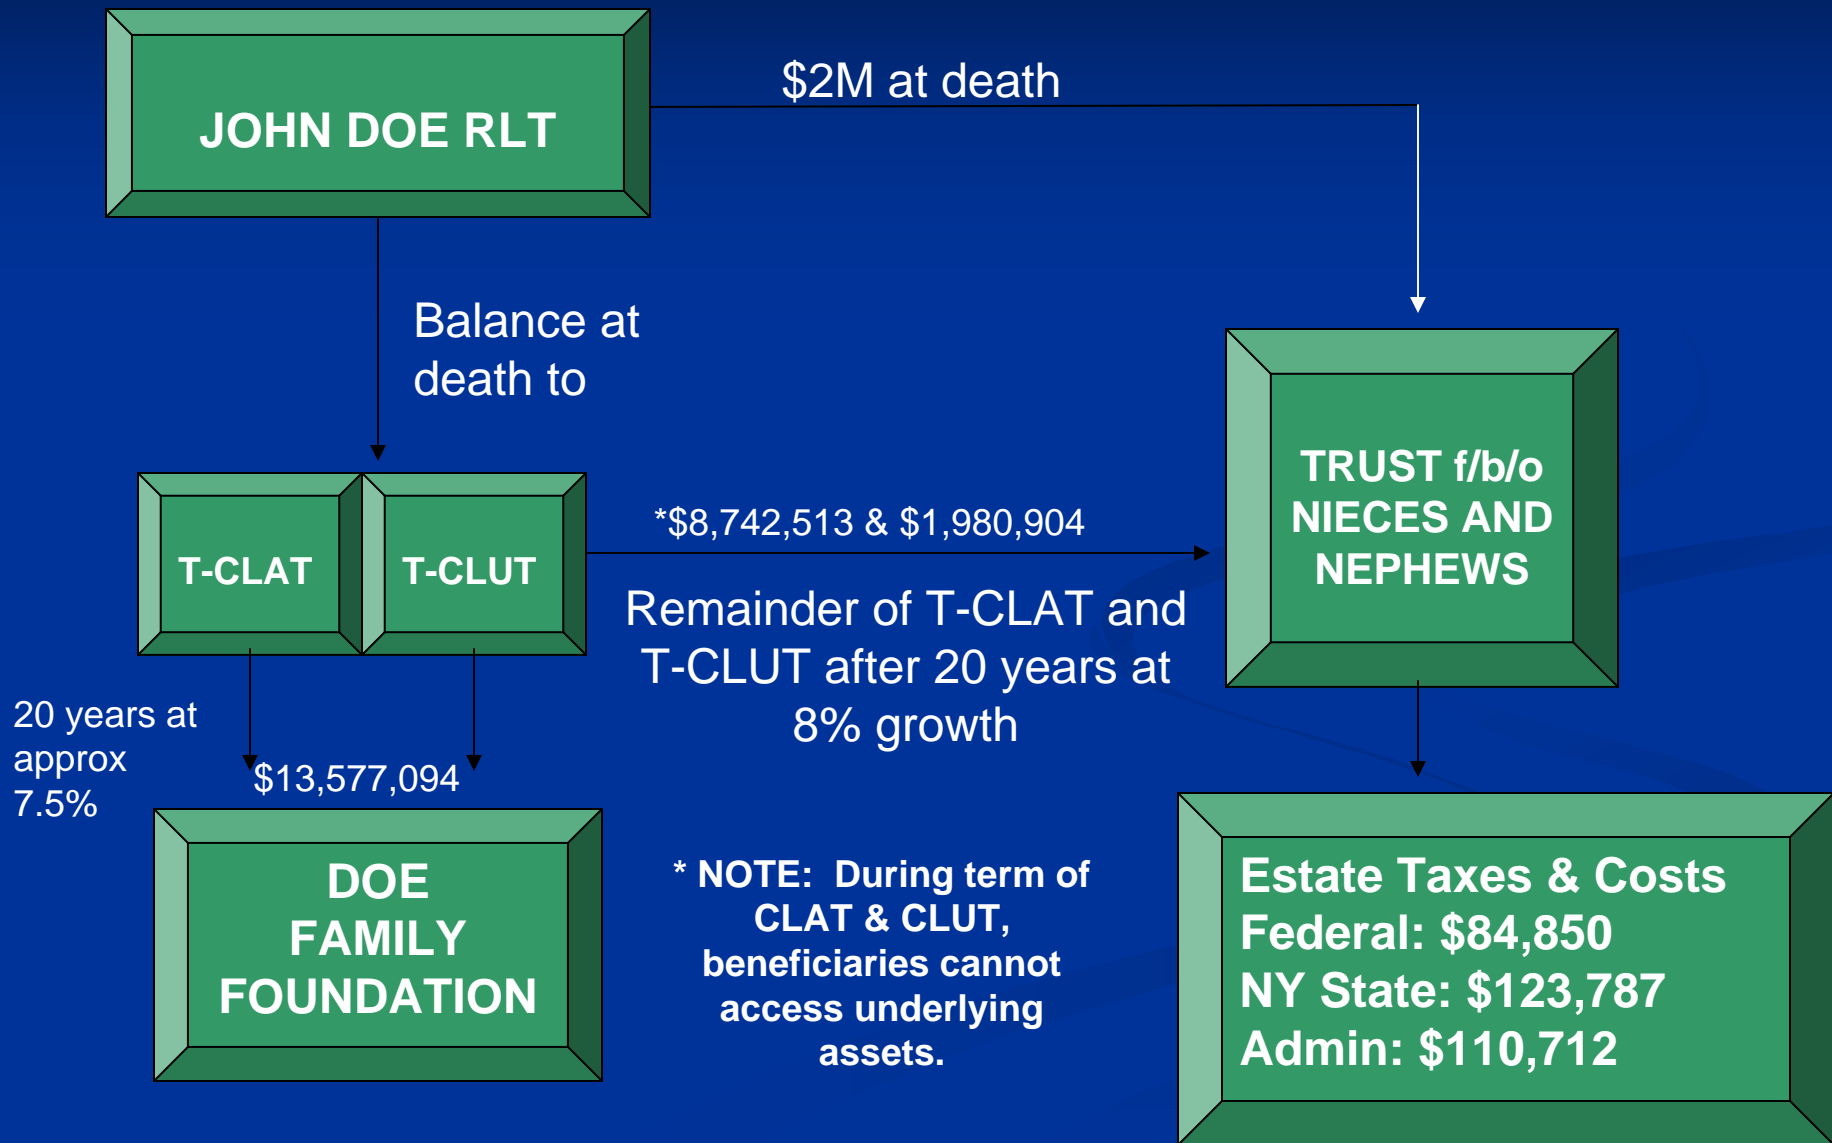 JOHN DOE RLT
$2M at death
Balance at
death to
T-CLAT
T-CLUT
*$8,742,513 & $1,980,904
Remainder of T-CLAT and
T-CLUT after 20 years at
8% growth
TRUST f/b/o
NIECES AND
NEPHEWS
20 years at
approx
7.5%
$13,577,094
DOE
FAMILY
FOUNDATION
* NOTE: During term of
CLAT & CLUT,
beneficiaries cannot
access underlying
assets.
Estate Taxes & Costs
Federal: $84,850
NY State: $123,787
Admin: $110,712